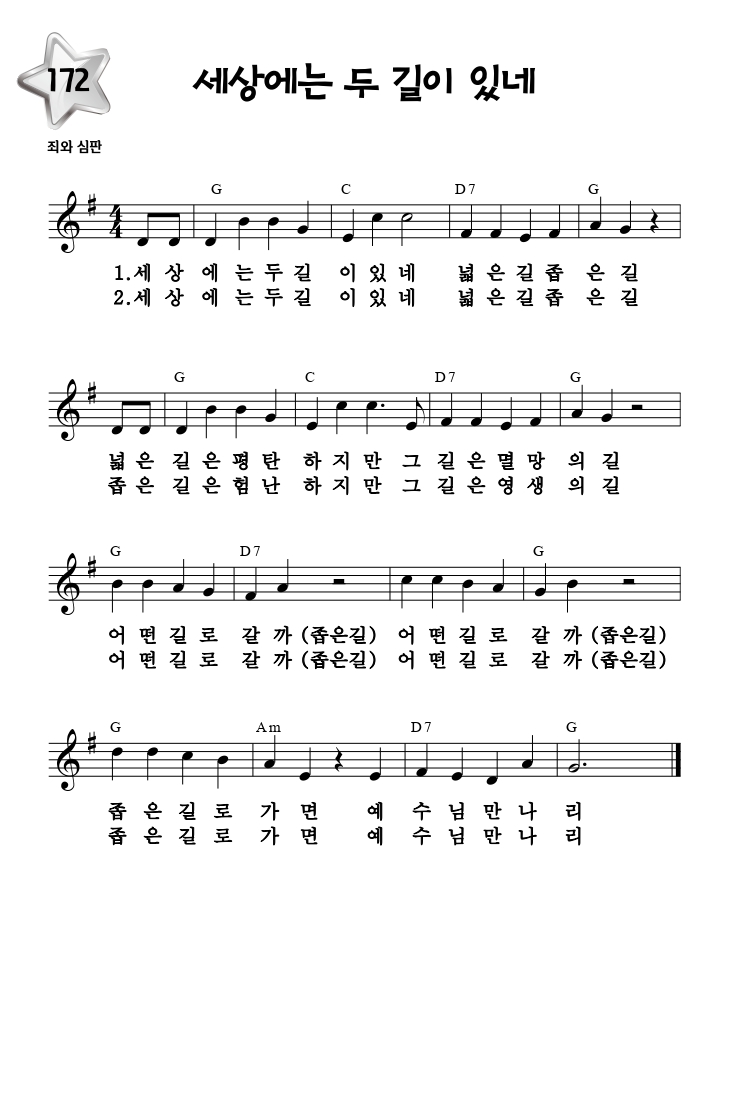 172
세상에는 두 길이 있네
죄와 심판
G C D7 G
4
4
1.세 상 에 는 두 길 이 있 네 넓 은 길 좁 은 길
2.세 상 에 는 두 길 이 있 네 넓 은 길 좁 은 길
G C D7 G
넓 은 길 은 평 탄 하 지 만 그 길 은 멸 망 의 길
좁 은 길 은 험 난 하 지 만 그 길 은 영 생 의 길
G D7 G
어 떤 길 로 갈 까 (좁은길) 어 떤 길 로 갈 까 (좁은길)
어 떤 길 로 갈 까 (좁은길) 어 떤 길 로 갈 까 (좁은길)
G Am D7 G
좁 은 길 로 가 면 예 수 님 만 나 리
좁 은 길 로 가 면 예 수 님 만 나 리